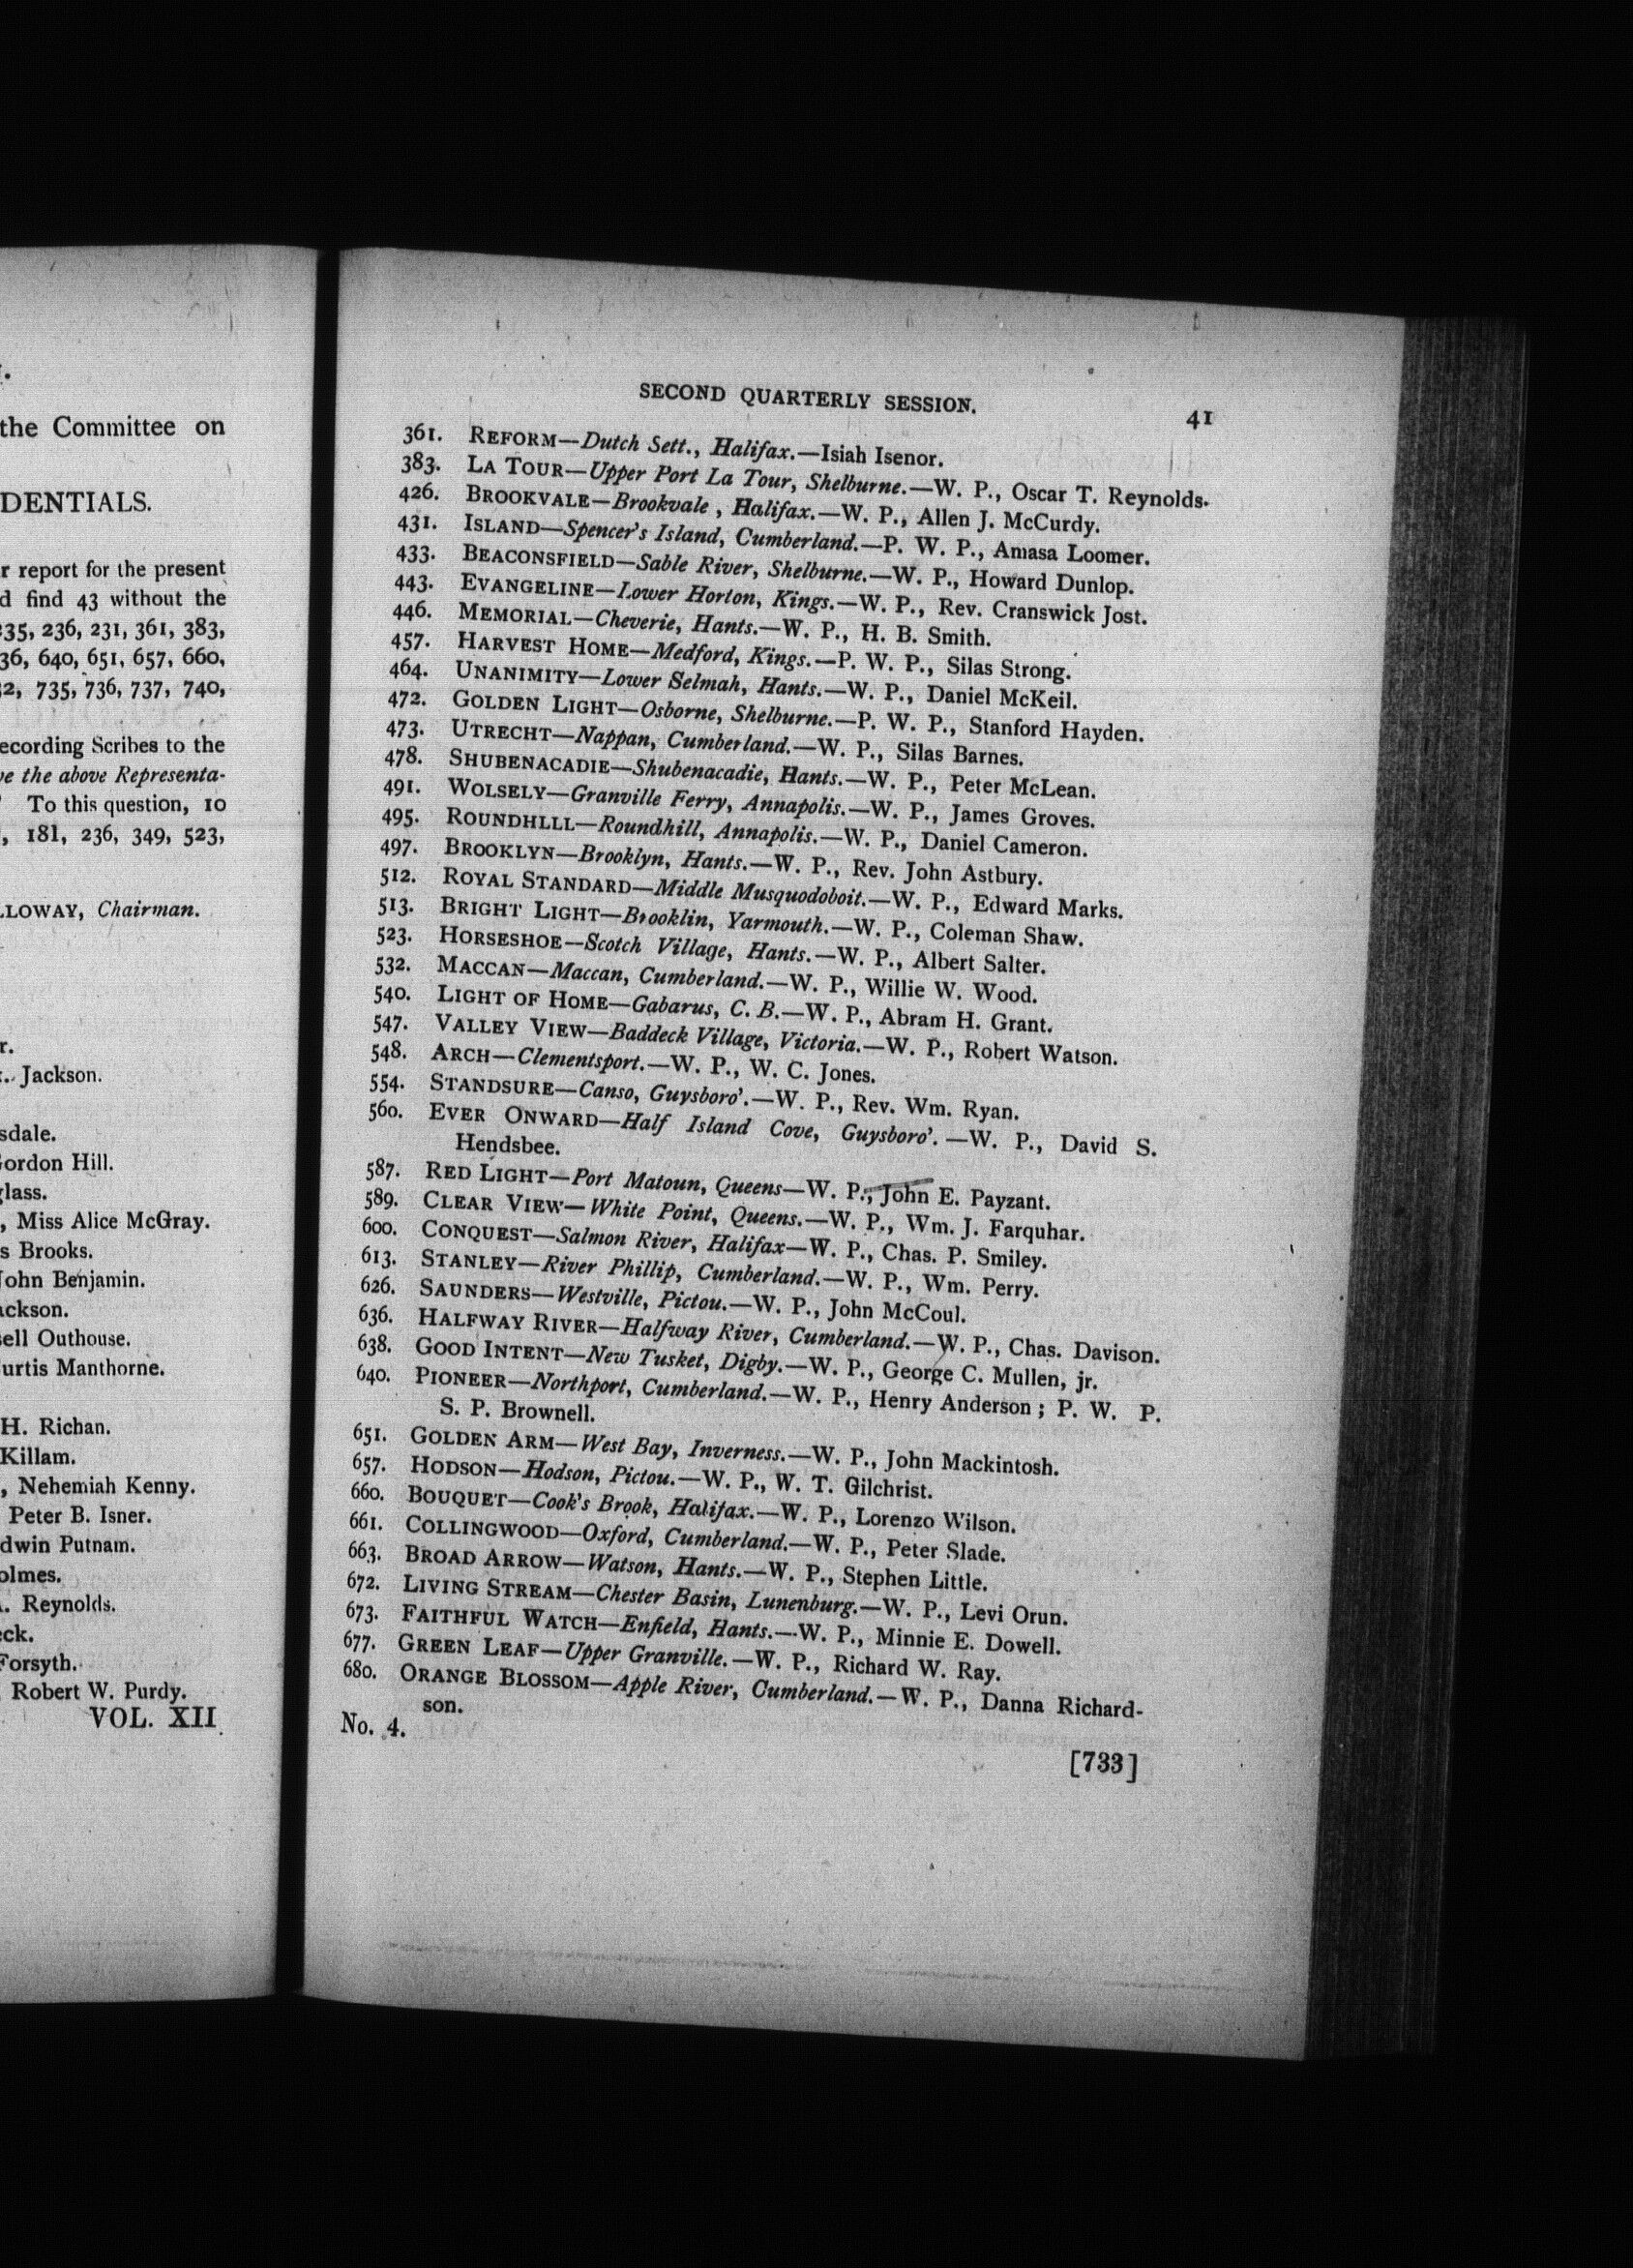 the Committee on
DENTIALS.
r report for the present
d find 43 without the
235, 236, 231, 361, 383,
36, 640, 651, 657, 660,
32, 735, 736, 737, 740,
ecording Scribes to the
ve the above Representa-
To this question, 10
, 181, 236, 349, 523,
LLOWAY, Chairman.
r.
. Jackson.
sdale.
Gordon Hill.
glass.
, Miss Alice McGray.
s Brooks.
John Benjamin.
ackson.
sell Outhouse.
urtis Manthorne.
H. Richan.
Killam.
, Nehemiah Kenny.
Peter B. Isner.
dwin Putnam.
olmes.
. Reynolds.
eck.
Forsyth.
Robert W. Purdy.
VOL. XII
SECOND QUARTERLY SESSION. 41
361. REFORM—Dutch Sett., Halifax.—Isiah Isenor.
383. LA TOUR—Upper Port La Tour, Shelburne.—W. P., Oscar T. Reynolds.
426. BROOKVALE—Brookvale , Halifax.—W. P., Allen J. McCurdy.
431. ISLAND—Spencer's Island, Cumberland.—P. W. P., Amasa Loomer.
433. BEACONSFIELD—Sable River, Shelburne.—W. P., Howard Dunlop.
443. EVANGELINE—Lower Horton, Kings.—W. P., Rev. Cranswick Jost.
446. MEMORIAL—Cheverie, Hants.—W. P., H. B. Smith.
457. HARVEST HOME—Medford, Kings.—P. W. P., Silas Strong.
464. UNANIMITY—Lower Selmah, Hants.—W. P., Daniel McKeil.
472. GOLDEN LIGHT—Osborne, Shelburne.—P. W. P., Stanford Hayden.
473. UTRECHT—Nappan, Cumberland.—W. P., Silas Barnes.
478. SHUBENACADIE—Shubenacadie, Hants.—W. P., Peter McLean.
491. WOLSELY—Granville Ferry, Annapolis.—W. P., James Groves.
495. ROUNDHLLL—Roundhill, Annapolis.—W. P., Daniel Cameron.
497. BROOKLYN—Brooklyn, Hants.—W. P., Rev. John Astbury.
512. ROYAL STANDARD—Middle Musquodoboit.—W. P., Edward Marks.
513. BRIGHT LIGHT—Brooklin, Yarmouth.—W. P., Coleman Shaw.
523. HORSESHOE—Scotch Village, Hants.—W. P., Albert Salter.
532. MACCAN—Maccan, Cumberland.—W. P., Willie W. Wood.
540. LIGHT OF HOME—Gabarus, C. B.—W. P., Abram H. Grant.
547. VALLEY VIEW—Baddeck Village, Victoria.—W. P., Robert Watson.
548. ARCH—Clementsport.—W. P., W. C. Jones.
554. STANDSURE—Canso, Guysboro'.—W. P., Rev. Wm. Ryan.
560. EVER ONWARD—Half Island Cove, Guysboro'.—W. P., David S.
Hendsbee.
587. RED LIGHT—Port Matoun, Queens—W. P., John E. Payzant.
589. CLEAR VIEW—White Point, Queens.—W. P., Wm. J. Farquhar.
600. CONQUEST—Salmon River, Halifax—W. P., Chas. P. Smiley.
613. STANLEY—River Phillip, Cumberland.—W. P., Wm. Perry.
626. SAUNDERS—Westville, Pictou.—W. P., John McCoul.
636. HALFWAY RIVER—Halfway River, Cumberland.—W. P., Chas. Davison.
638. GOOD INTENT—New Tusket, Digby.—W. P., George C. Mullen, jr.
640. PIONEER—Northport, Cumberland.—W. P., Henry Anderson ; P. W. P.
S. P. Brownell.
651. GOLDEN ARM—West Bay, Inverness.—W. P., John Mackintosh.
657. HODSON—Hodson, Pictou.—W. P., W. T. Gilchrist.
660. BOUQUET—Cook's Brook, Halifax.—W. P., Lorenzo Wilson.
661. COLLINGWOOD—Oxford, Cumberland.—W. P., Peter Slade.
663. BROAD ARROW—Watson, Hants.—W. P., Stephen Little.
672. LIVING STREAM—Chester Basin, Lunenburg.—W. P., Levi Orun.
673. FAITHFUL WATCH—Enfield, Hants.—W. P., Minnie E. Dowell.
677. GREEN LEAF—Upper Granville.—W. P., Richard W. Ray.
680. ORANGE BLOSSOM—Apple River, Cumberland.—W. P., Danna Richard-
son.
No. 4.
[733]